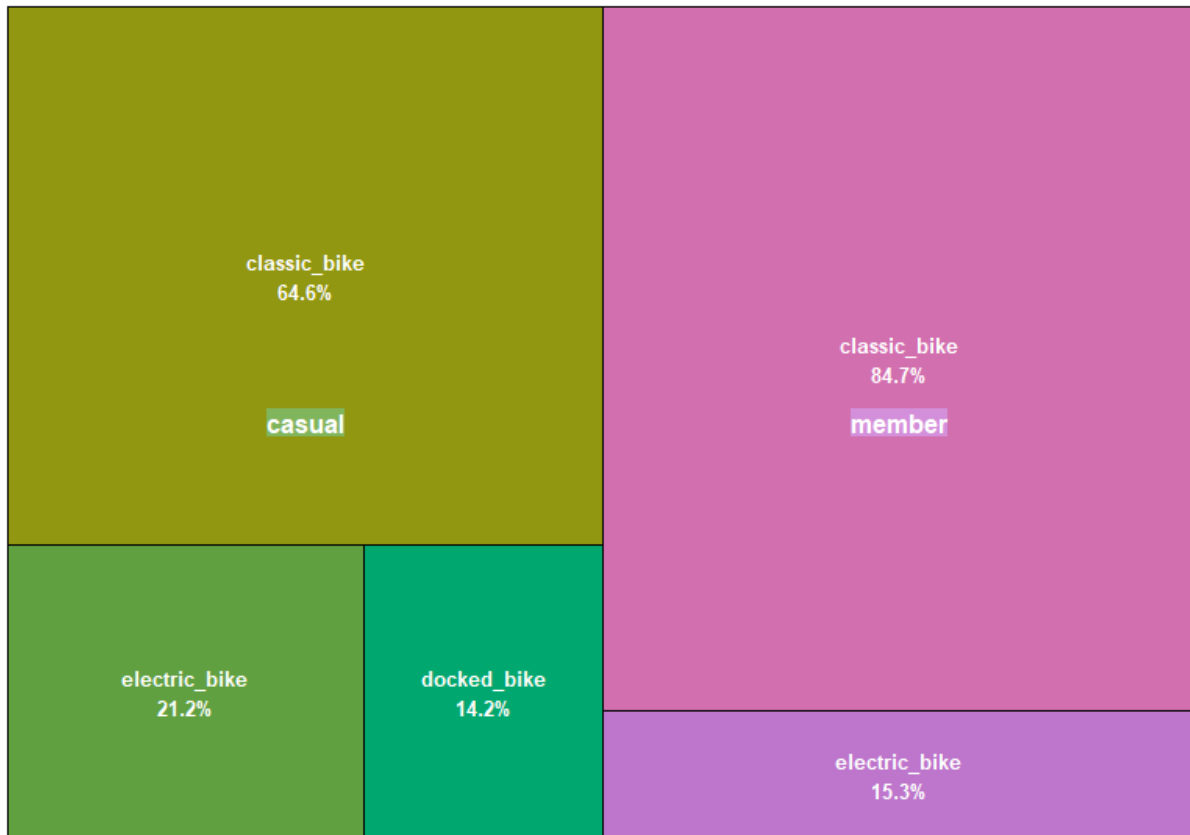 classic_bike
64.6%
casual
electric_bike
21.2%
docked_bike
14.2%
classic_bike
84.7%
member
electric_bike
15.3%